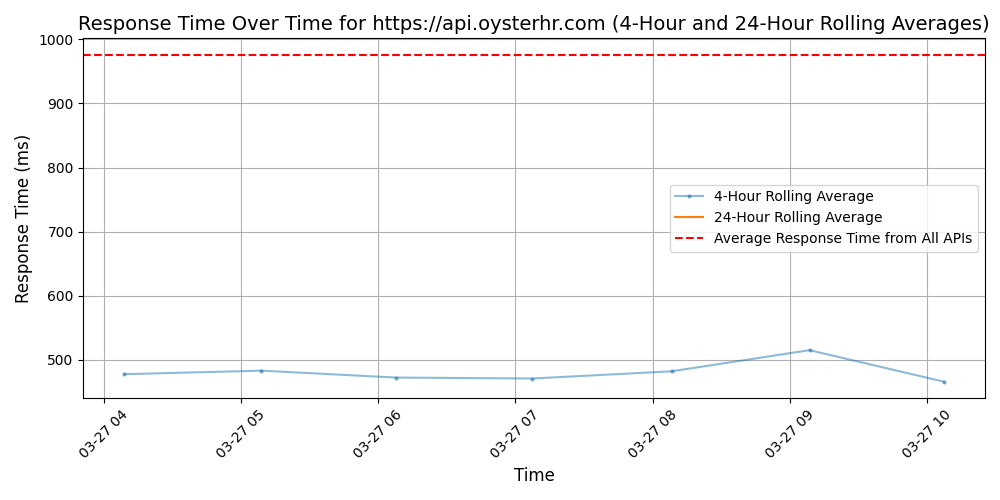 Response Time Over Time for https://api.oysterhr.com (4-Hour and 24-Hour Rolling Averages)
Response Time (ms)
1000
900
800
700
600
500
4-Hour Rolling Average
24-Hour Rolling Average
Average Response Time from All APIs
03-27 04
03-27 05
03-27 06
03-27 07
03-27 08
03-27 09
03-27 10
Time